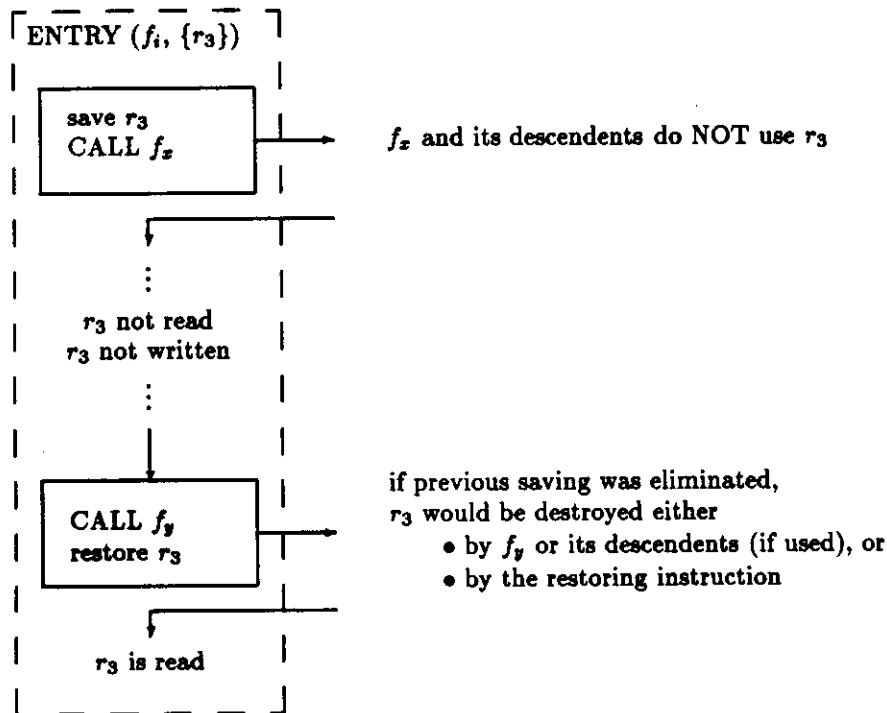 ENTRY (fᵢ, {r₃})
save r₃
CALL fₓ
fₓ and its descendents do NOT use r₃
⋮
r₃ not read
r₃ not written
⋮
CALL fᵧ
restore r₃
if previous saving was eliminated,
r₃ would be destroyed either
• by fᵧ or its descendents (if used), or
• by the restoring instruction
r₃ is read